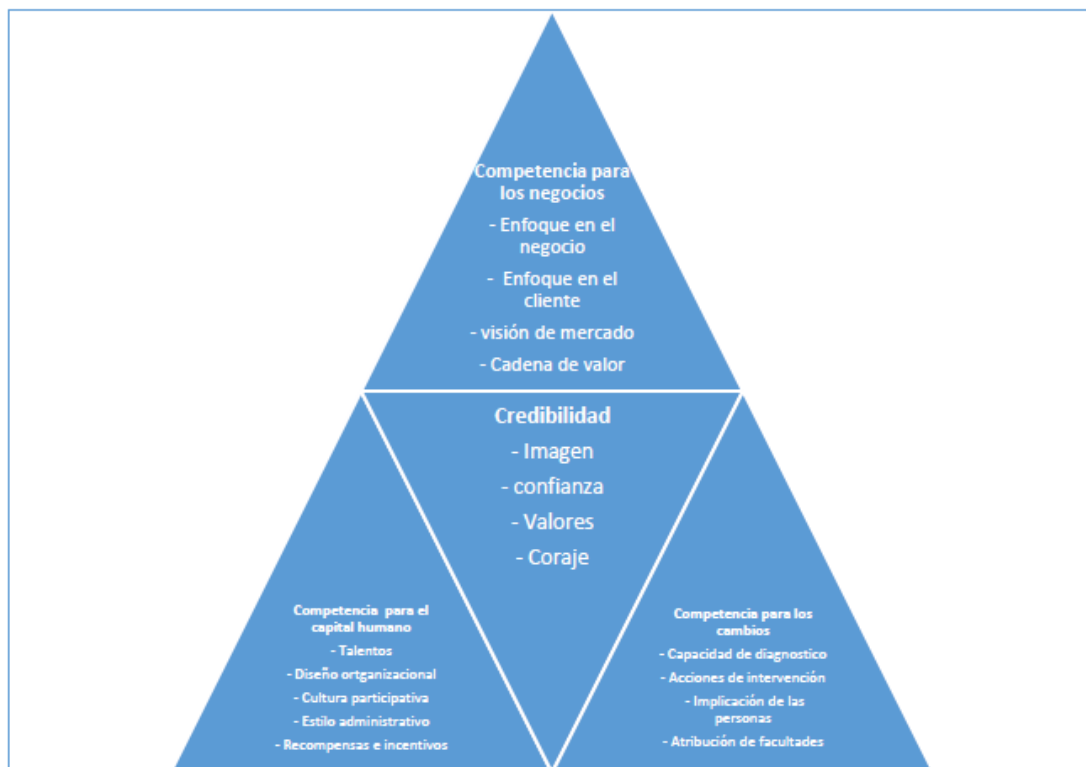 Competencia para
los negocios
- Enfoque en el
negocio
- Enfoque en el
cliente
- visión de mercado
- Cadena de valor
Credibilidad
- Imagen
- confianza
- Valores
- Coraje
Competencia para el
capital humano
- Talentos
- Diseño ortganizacional
- Cultura participativa
- Estilo administrativo
- Recompensas e incentivos
Competencia para los
cambios
- Capacidad de diagnostico
- Acciones de intervención
- Implicación de las
personas
- Atribución de facultades